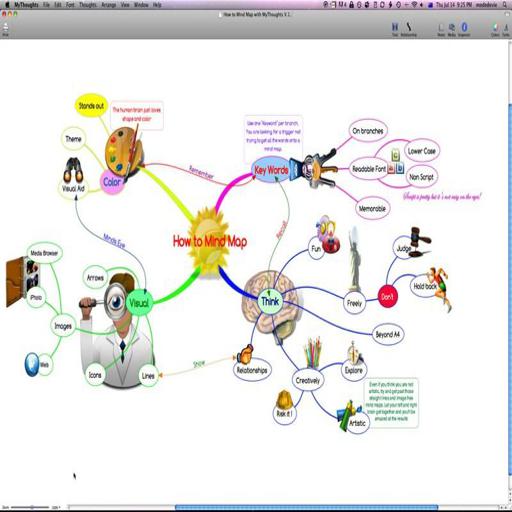 MyThoughts File Edit Font Thoughts Arrange View Window Help
Thu Jul 14 9:25 PM
How to Mind Map with MyThoughts V 1...
Stands out
The human brain just loves
shape and color
Theme
Visual Aid
Color
Remember
Use one "Keyword" per branch.
You are looking for a trigger not
trying to get all the words onto a
mind map.
Key Words
On branches
Lower Case
Readable Font
Non Script
Script is pretty but it's not easy on the eyes!
Memorable
Minds Eye
How to Mind Map
Recall
Media Browser
Arrows
iPhoto
Visual
Images
Web
Icons
Lines
Show
Think
Fun
Judge
Freely
Don't
Hold back
Beyond A4
Relationships
Creatively
Explore
Risk it !
Artistic
Even if you think you are not
artistic, try and get past those
straight lines and image free
mind maps. Let your left and right
brain get together and you'll be
amazed at the results